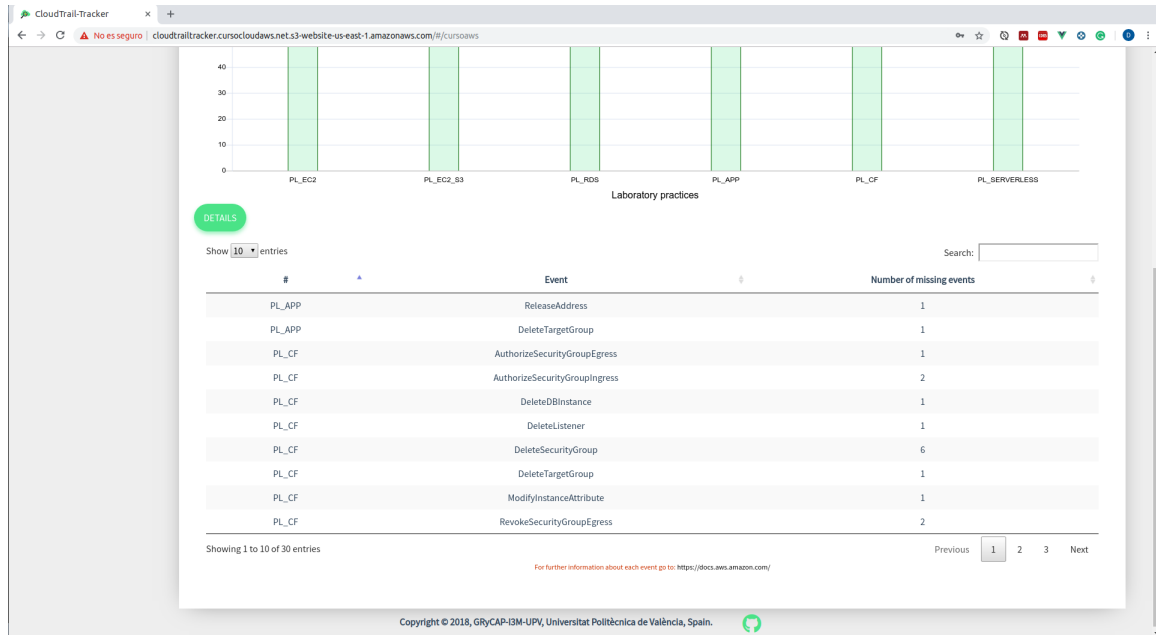 CloudTrail-Tracker × +
No es seguro | cloudtrailtracker.cursocloudaws.net.s3-website-us-east-1.amazonaws.com/#/cursoaws
40
30
20
10
0
PL_EC2 PL_EC2_S3 PL_RDS PL_APP PL_CF PL_SERVERLESS
Laboratory practices
DETAILS
Show 10 entries Search:
# Event Number of missing events
PL_APP ReleaseAddress 1
PL_APP DeleteTargetGroup 1
PL_CF AuthorizeSecurityGroupEgress 1
PL_CF AuthorizeSecurityGroupIngress 2
PL_CF DeleteDBInstance 1
PL_CF DeleteListener 1
PL_CF DeleteSecurityGroup 6
PL_CF DeleteTargetGroup 1
PL_CF ModifyInstanceAttribute 1
PL_CF RevokeSecurityGroupEgress 2
Showing 1 to 10 of 30 entries Previous 1 2 3 Next
For further information about each event go to: https://docs.aws.amazon.com/
Copyright © 2018, GRyCAP-I3M-UPV, Universitat Politècnica de València, Spain.